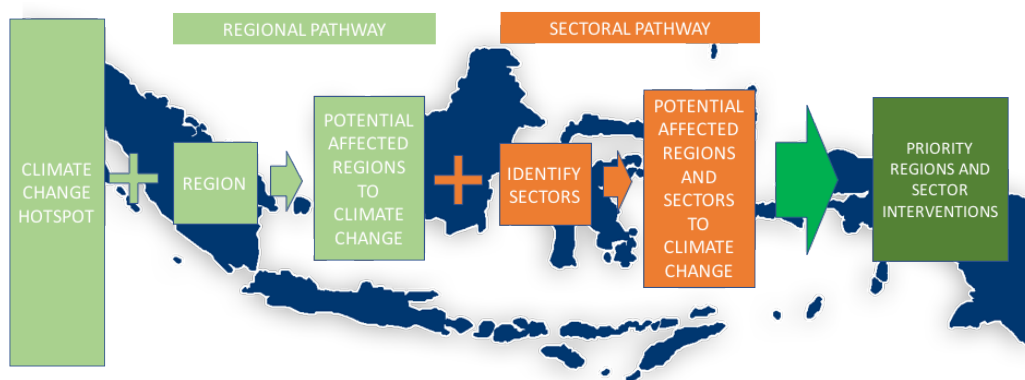 REGIONAL PATHWAY
SECTORAL PATHWAY
CLIMATE
CHANGE
HOTSPOT
REGION
POTENTIAL
AFFECTED
REGIONS
TO
CLIMATE
CHANGE
IDENTIFY
SECTORS
POTENTIAL
AFFECTED
REGIONS
AND
SECTORS
TO
CLIMATE
CHANGE
PRIORITY
REGIONS AND
SECTOR
INTERVENTIONS